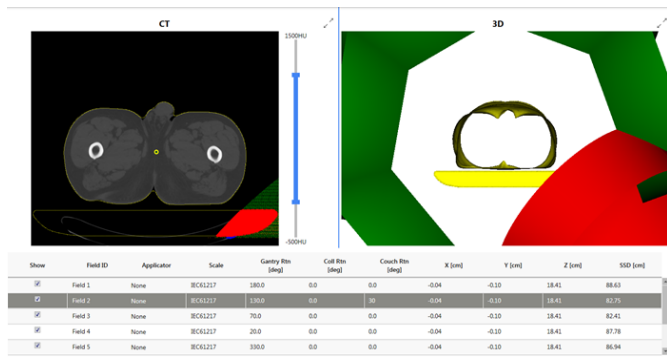 CT
3D
1500HU
-500HU
Show Field ID Applicator Scale Gantry Rtn [deg] Coll Rtn [deg] Couch Rtn [deg] X [cm] Y [cm] Z [cm] SSD [cm]
Field 1 None IEC61217 180.0 0.0 0.0 -0.04 -0.10 18.41 88.63
Field 2 None IEC61217 130.0 0.0 30 -0.04 -0.10 18.41 82.75
Field 3 None IEC61217 70.0 0.0 0.0 -0.04 -0.10 18.41 82.41
Field 4 None IEC61217 20.0 0.0 0.0 -0.04 -0.10 18.41 87.78
Field 5 None IEC61217 330.0 0.0 0.0 -0.04 -0.10 18.41 86.94